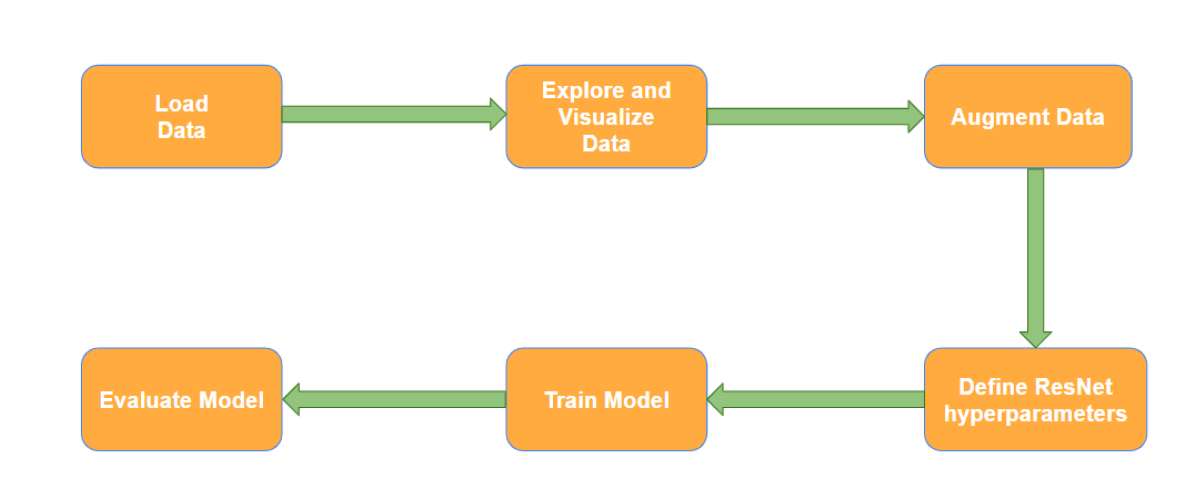 Load
Data
Explore and
Visualize
Data
Augment Data
Define ResNet
hyperparameters
Train Model
Evaluate Model